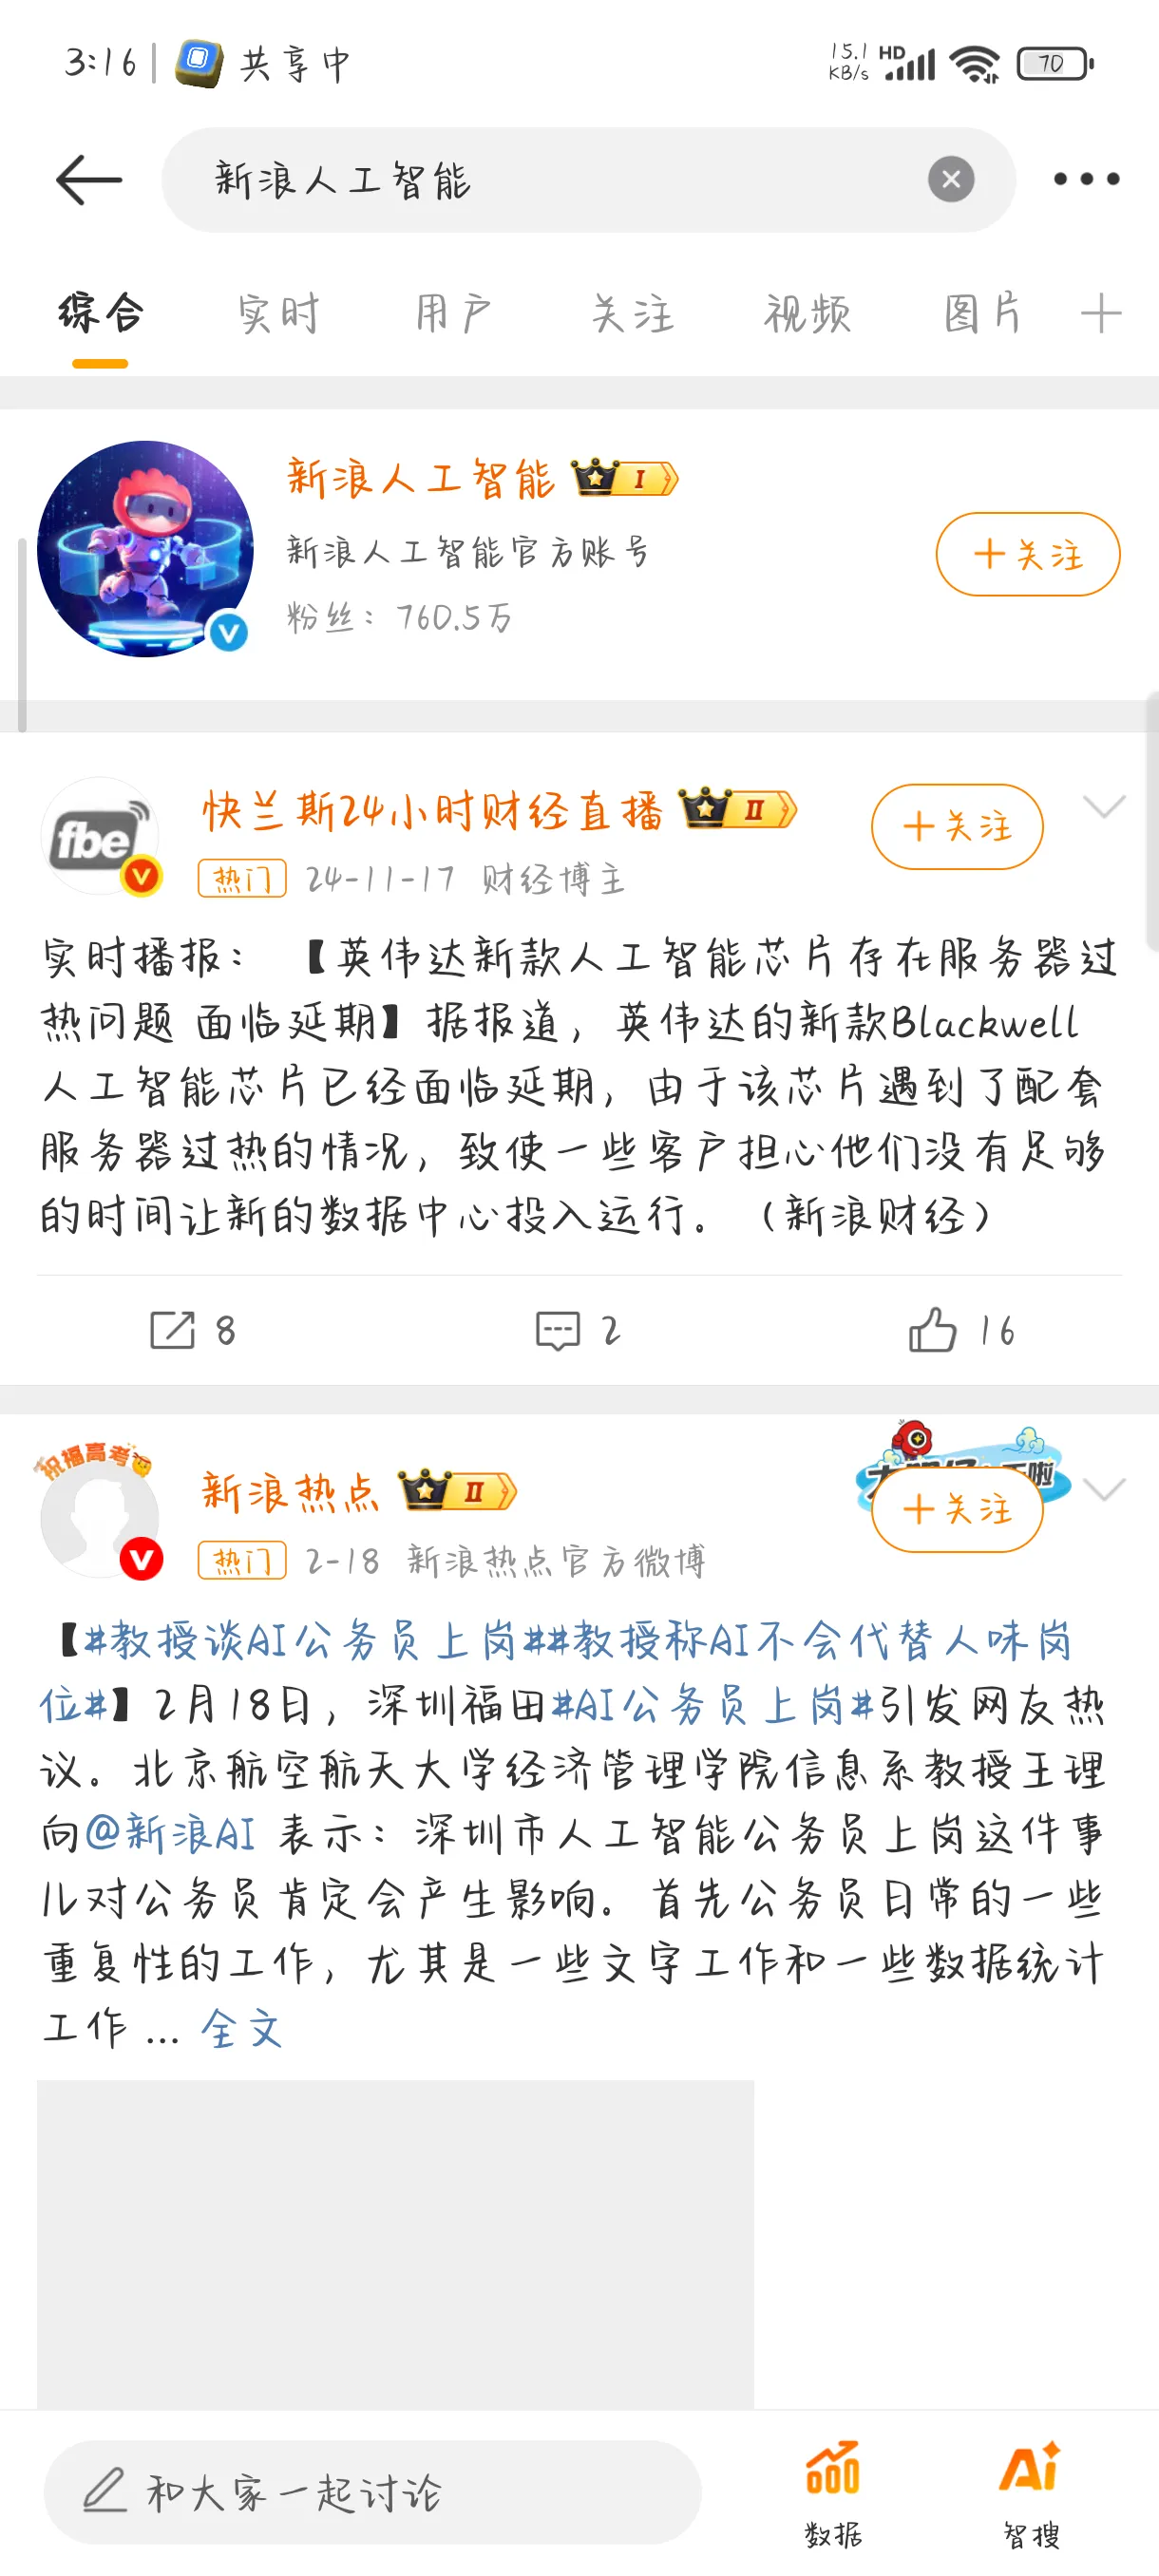 3:16 共享中 15.1 KB/s HD 70
新浪人工智能
综合 实时 用户 关注 视频 图片
新浪人工智能 I
新浪人工智能官方账号
粉丝：760.5万
+关注
快兰斯24小时财经直播 II
热门 24-11-17 财经博主
+关注
fbe
实时播报： 【英伟达新款人工智能芯片存在服务器过
热问题 面临延期】据报道，英伟达的新款Blackwell
人工智能芯片已经面临延期，由于该芯片遇到了配套
服务器过热的情况，致使一些客户担心他们没有足够
的时间让新的数据中心投入运行。（新浪财经）
8 2 16
祝福高考
新浪热点 II
热门 2-18 新浪热点官方微博
+关注
【#教授谈AI公务员上岗##教授称AI不会代替人味岗
位#】2月18日，深圳福田#AI公务员上岗#引发网友热
议。北京航空航天大学经济管理学院信息系教授王理
向@新浪AI 表示：深圳市人工智能公务员上岗这件事
儿对公务员肯定会产生影响。首先公务员日常的一些
重复性的工作，尤其是一些文字工作和一些数据统计
工作 ... 全文
和大家一起讨论
数据
Ai
智搜